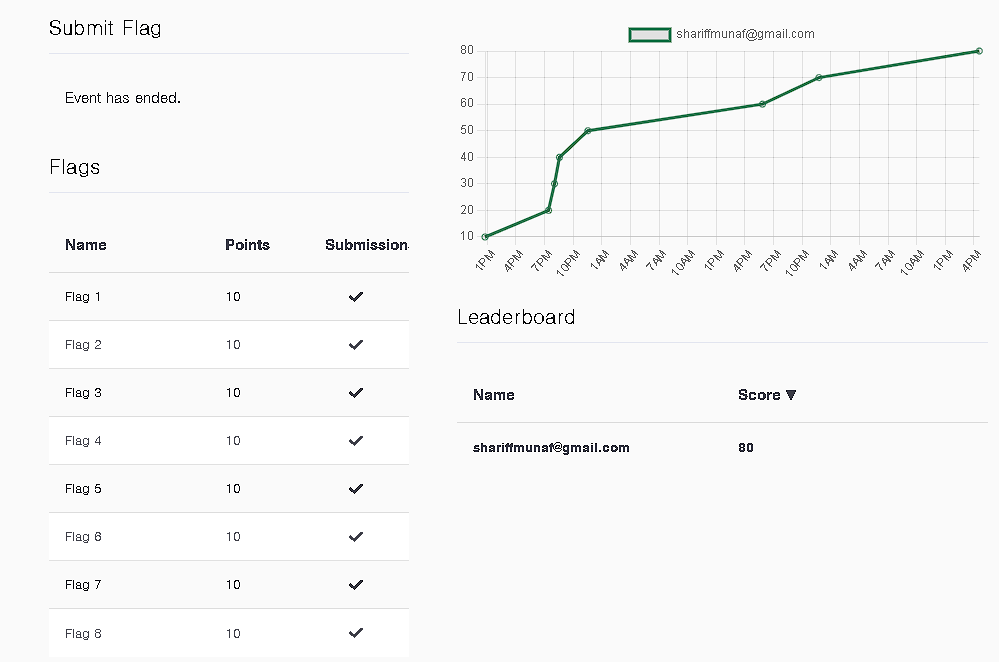 Submit Flag
Event has ended.
Flags
Name Points Submission
Flag 1 10 ✔
Flag 2 10 ✔
Flag 3 10 ✔
Flag 4 10 ✔
Flag 5 10 ✔
Flag 6 10 ✔
Flag 7 10 ✔
Flag 8 10 ✔
shariffmunaf@gmail.com
80
70
60
50
40
30
20
10
1PM 4PM 7PM 10PM 1AM 4AM 7AM 10AM 1PM 4PM 7PM 10PM 1AM 4AM 7AM 10AM 1PM 4PM
Leaderboard
Name Score ▼
shariffmunaf@gmail.com 80